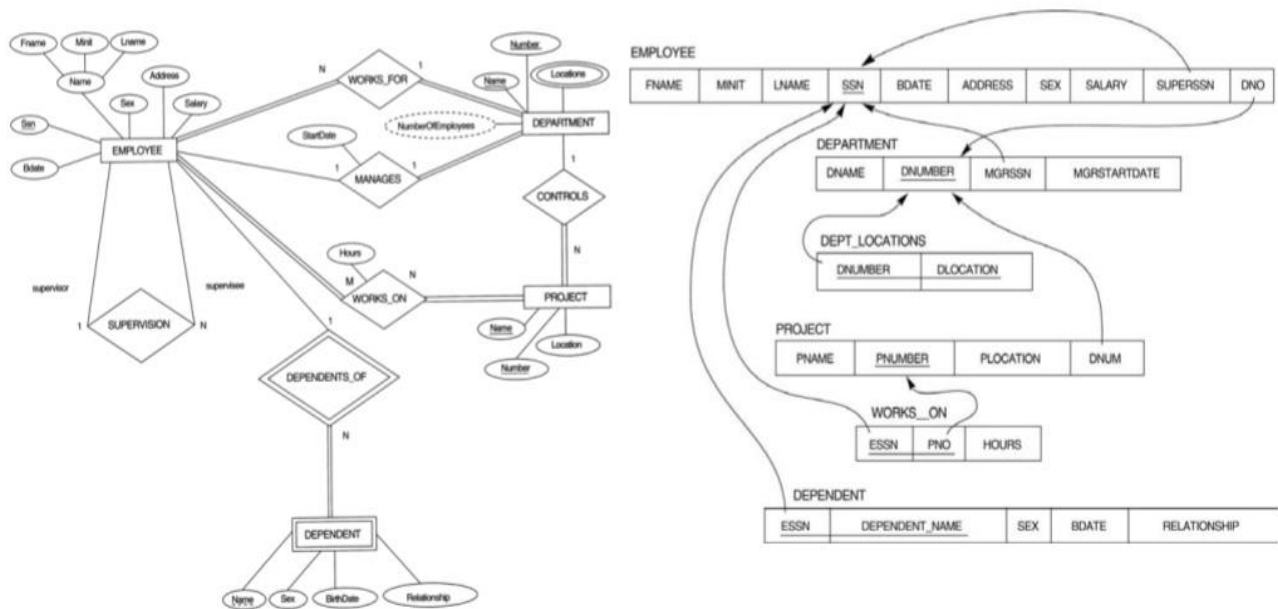 Fname
Minit
Lname
Name
Address
Sex
Salary
Ssn
Bdate
EMPLOYEE
N
WORKS_FOR
1
Number
Name
Locations
NumberOfEmployees
DEPARTMENT
StartDate
1
MANAGES
1
1
CONTROLS
N
Hours
M
WORKS_ON
N
PROJECT
Name
Number
Location
supervisor
supervisee
1
SUPERVISION
N
1
DEPENDENTS_OF
N
DEPENDENT
Name
Sex
BirthDate
Relationship
EMPLOYEE
FNAME MINIT LNAME SSN BDATE ADDRESS SEX SALARY SUPERSSN DNO
DEPARTMENT
DNAME DNUMBER MGRSSN MGRSTARTDATE
DEPT_LOCATIONS
DNUMBER DLOCATION
PROJECT
PNAME PNUMBER PLOCATION DNUM
WORKS_ON
ESSN PNO HOURS
DEPENDENT
ESSN DEPENDENT_NAME SEX BDATE RELATIONSHIP